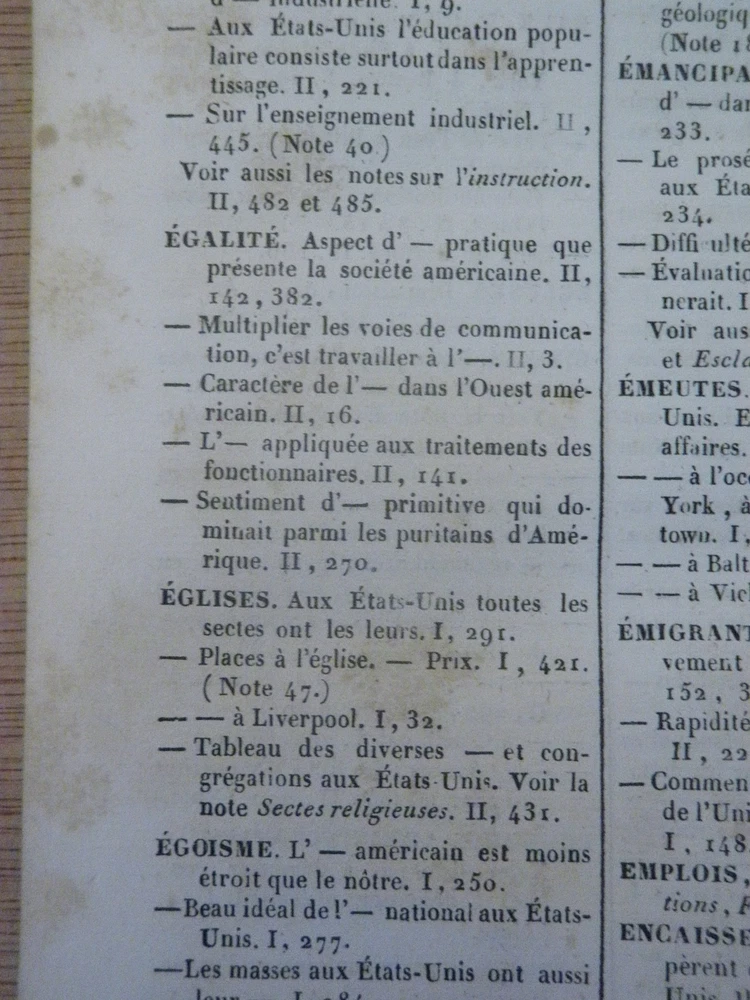 — Aux États-Unis l'éducation popu-
laire consiste surtout dans l'appren-
tissage. II, 221.
— Sur l'enseignement industriel. II,
445. (Note 40.)
Voir aussi les notes sur l'instruction.
II, 482 et 485.
ÉGALITÉ. Aspect d' — pratique que
présente la société américaine. II,
142, 382.
— Multiplier les voies de communica-
tion, c'est travailler à l'—. II, 3.
— Caractère de l'— dans l'Ouest amé-
ricain. II, 16.
— L'— appliquée aux traitements des
fonctionnaires. II, 141.
— Sentiment d'— primitive qui do-
minait parmi les puritains d'Amé-
rique. II, 270.
ÉGLISES. Aux États-Unis toutes les
sectes ont les leurs. I, 291.
— Places à l'église. — Prix. I, 421.
(Note 47.)
— — à Liverpool. I, 32.
— Tableau des diverses — et con-
grégations aux États-Unis. Voir la
note Sectes religieuses. II, 431.
ÉGOISME. L' — américain est moins
étroit que le nôtre. I, 250.
— Beau idéal de l'— national aux États-
Unis. I, 277.
— Les masses aux États-Unis ont aussi
géologiq
(Note 18
ÉMANCIPA
d' — dan
233.
— Le prosé
aux Éta
234.
— Diffi ulté
— Évaluatio
nerait. I
Voir aus
et Escla
ÉMEUTES.
Unis. E
affaires.
— — à l'oc
York, à
town. I,
— — à Balt
— — à Vic
ÉMIGRANT
vement
152, 3
— Rapidité
II, 22
— Commen
de l'Uni
I, 148
EMPLOIS,
tions, F
ENCAISSE
pèrent